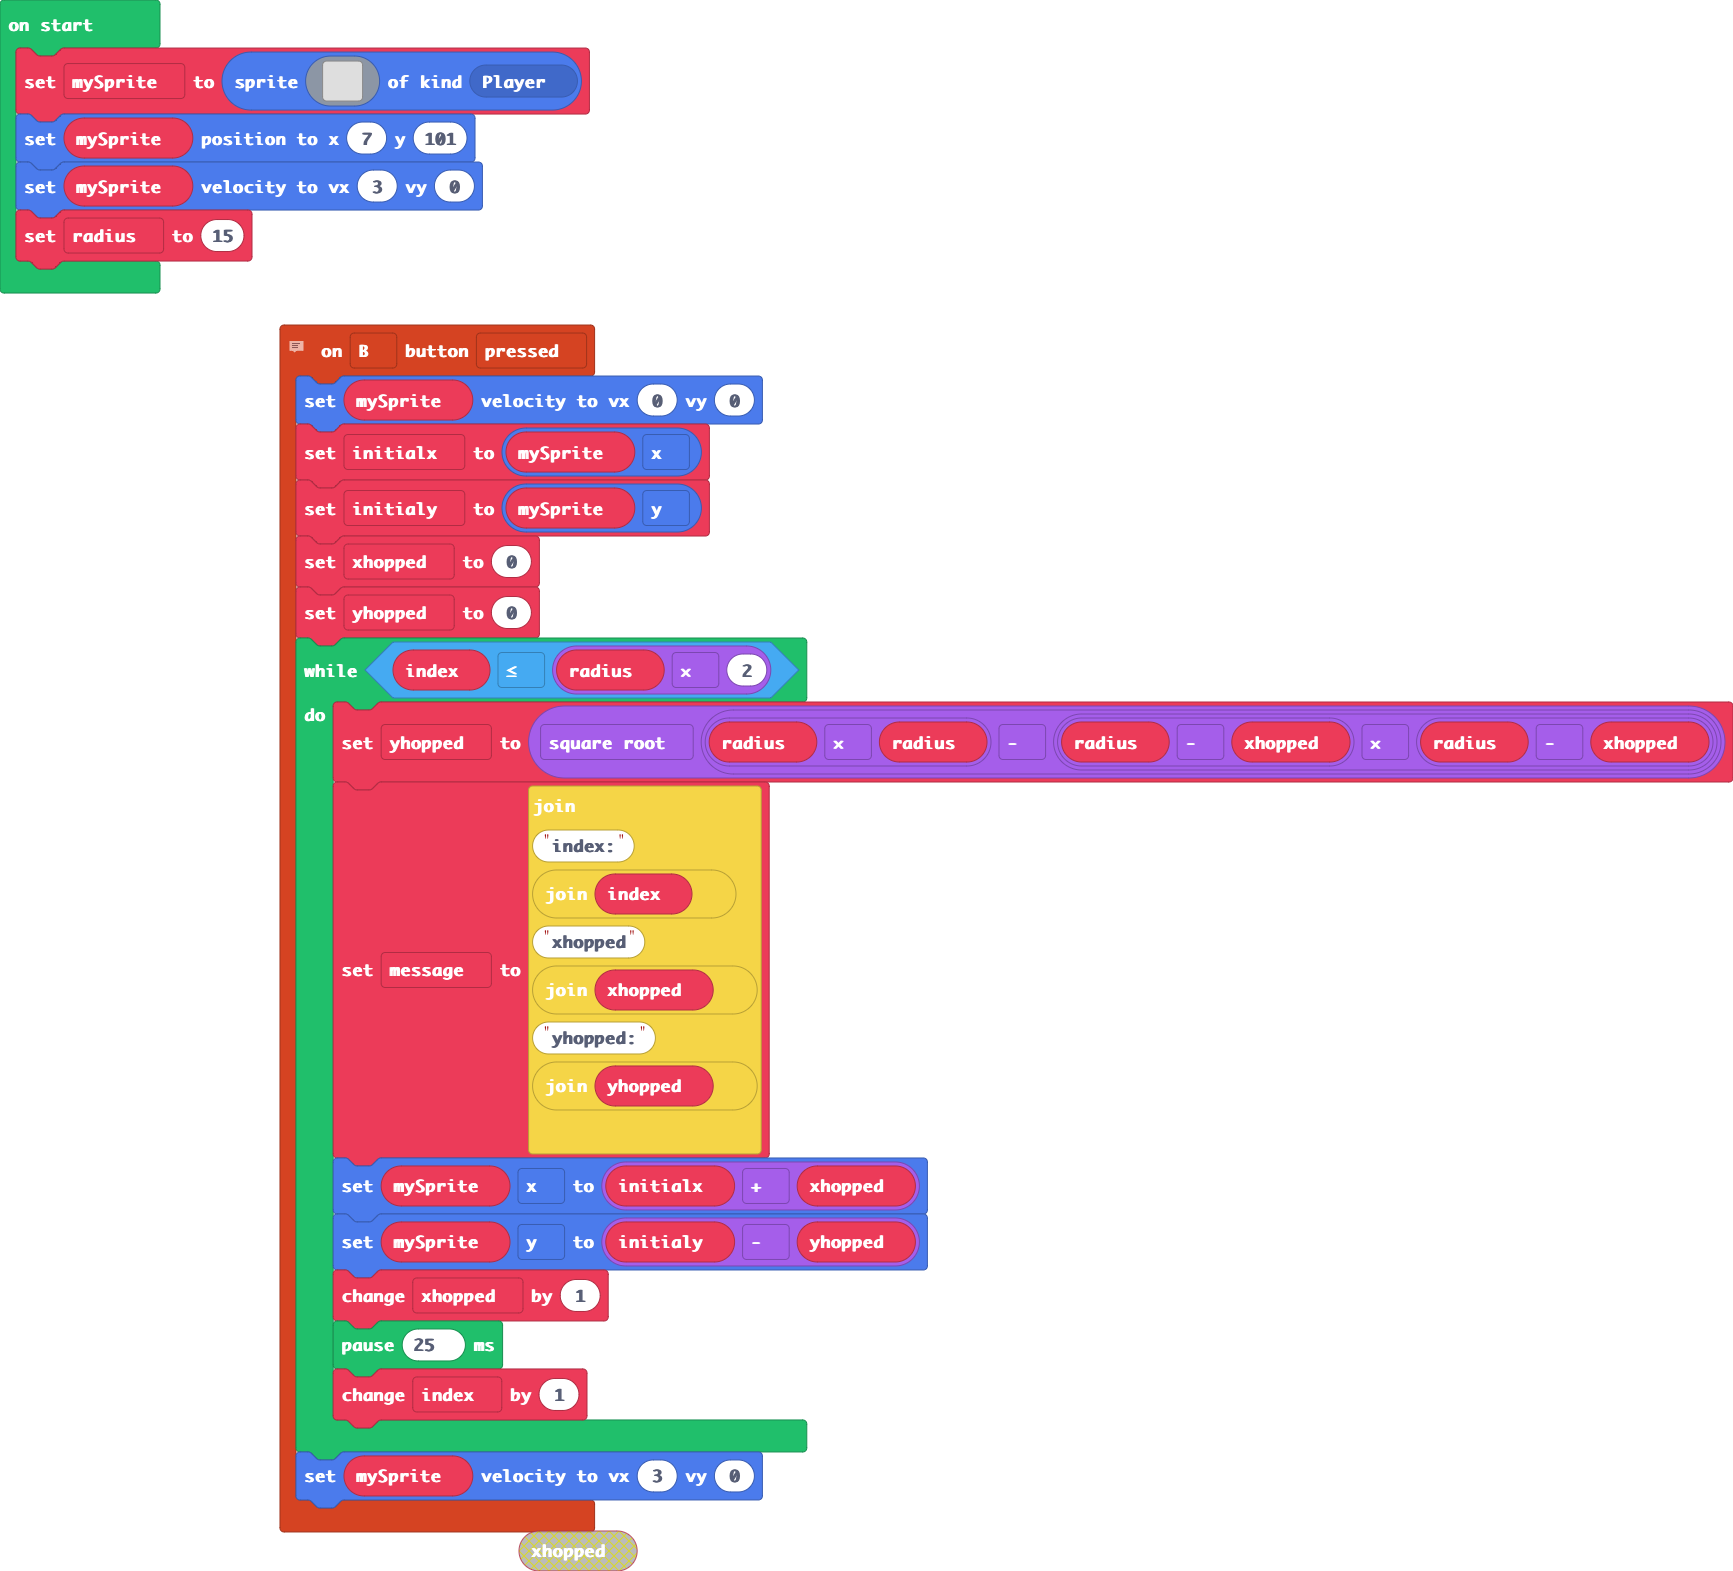 on start
set mySprite to sprite of kind Player
set mySprite position to x 7 y 101
set mySprite velocity to vx 3 vy 0
set radius to 15
on B button pressed
set mySprite velocity to vx 0 vy 0
set initialx to mySprite x
set initialy to mySprite y
set xhopped to 0
set yhopped to 0
while index ≤ radius x 2
do
set yhopped to square root radius x radius - radius - xhopped x radius - xhopped
set message to
join
"index:"
join index
"xhopped"
join xhopped
"yhopped:"
join yhopped
set mySprite x to initialx + xhopped
set mySprite y to initialy - yhopped
change xhopped by 1
pause 25 ms
change index by 1
set mySprite velocity to vx 3 vy 0
xhopped